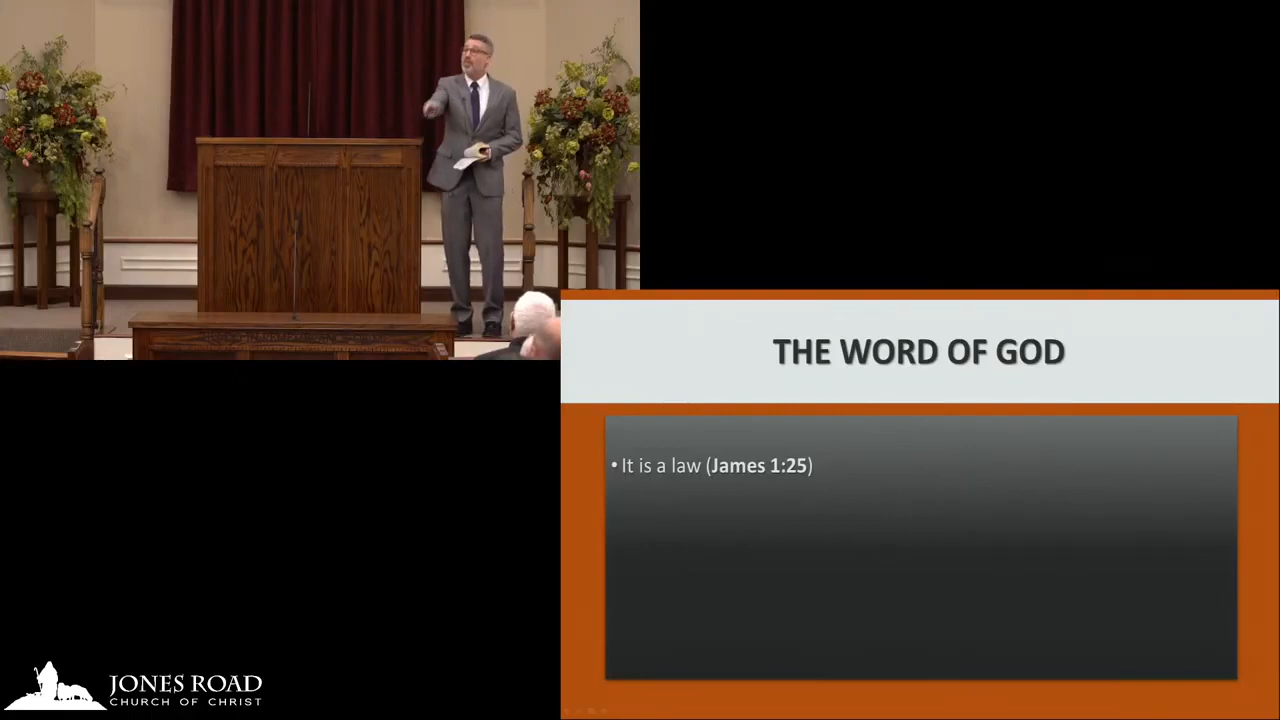 THE WORD OF GOD
• It is a law (James 1:25)
JONES ROAD
CHURCH OF CHRIST